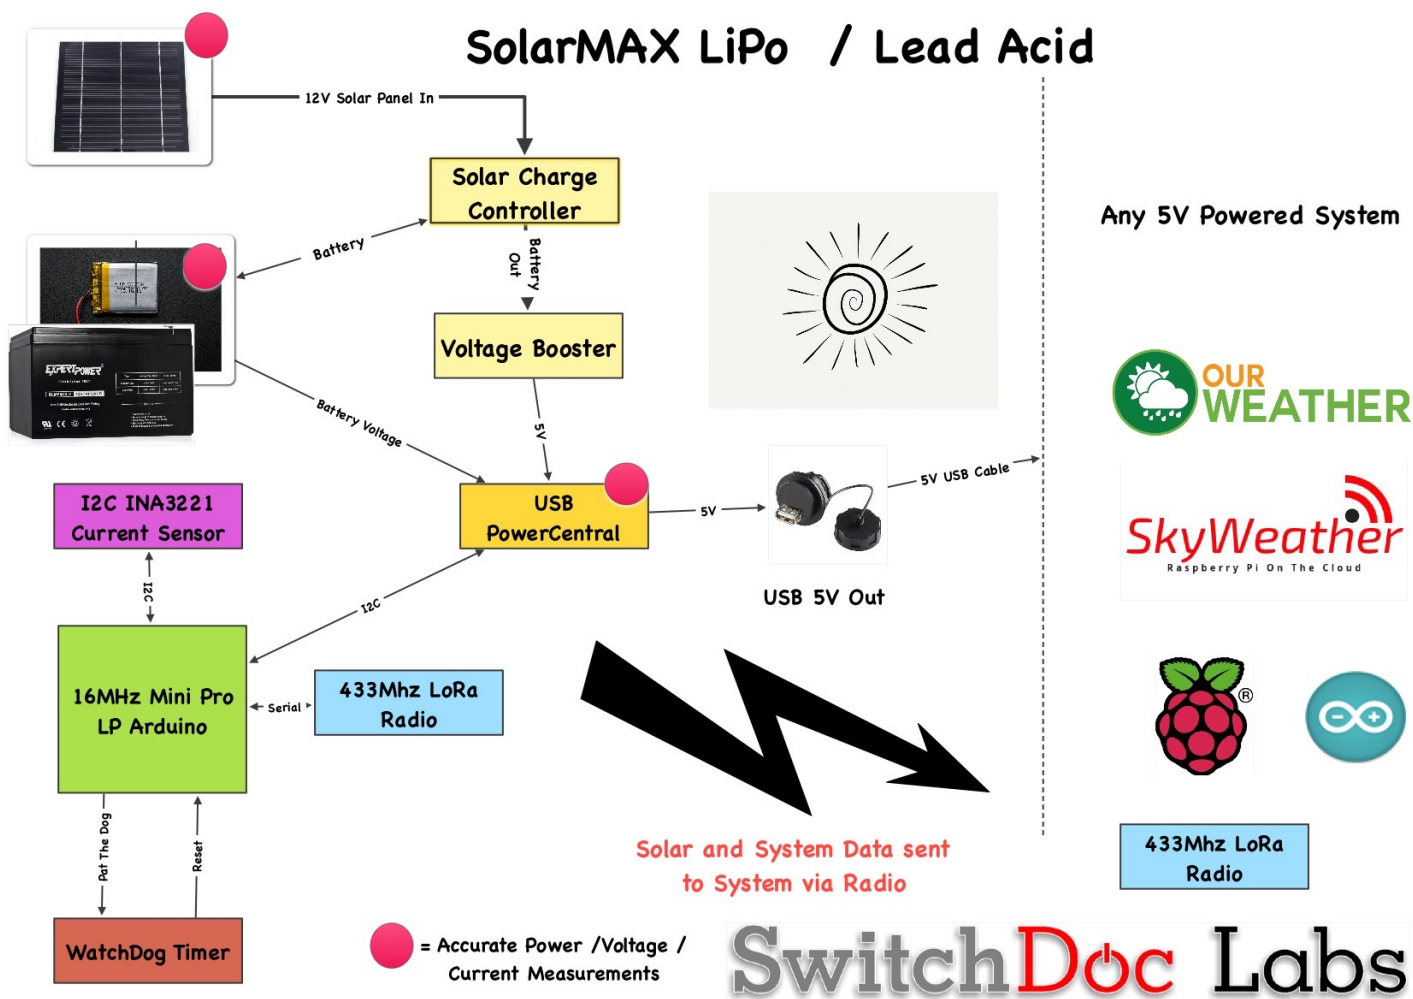 SolarMAX LiPo / Lead Acid
12V Solar Panel In
Solar Charge
Controller
Any 5V Powered System
Battery
Battery
Out
Voltage Booster
EXPERTPOWER
OUR
WEATHER
Battery Voltage
5V
5V USB Cable
I2C INA3221
Current Sensor
USB
PowerCentral
5V
SkyWeather
Raspberry Pi On The Cloud
USB 5V Out
I2C
I2C
16MHz Mini Pro
LP Arduino
Serial
433Mhz LoRa
Radio
®
Pat The Dog
Reset
Solar and System Data sent
to System via Radio
433Mhz LoRa
Radio
WatchDog Timer
= Accurate Power /Voltage /
Current Measurements
SwitchDoc Labs